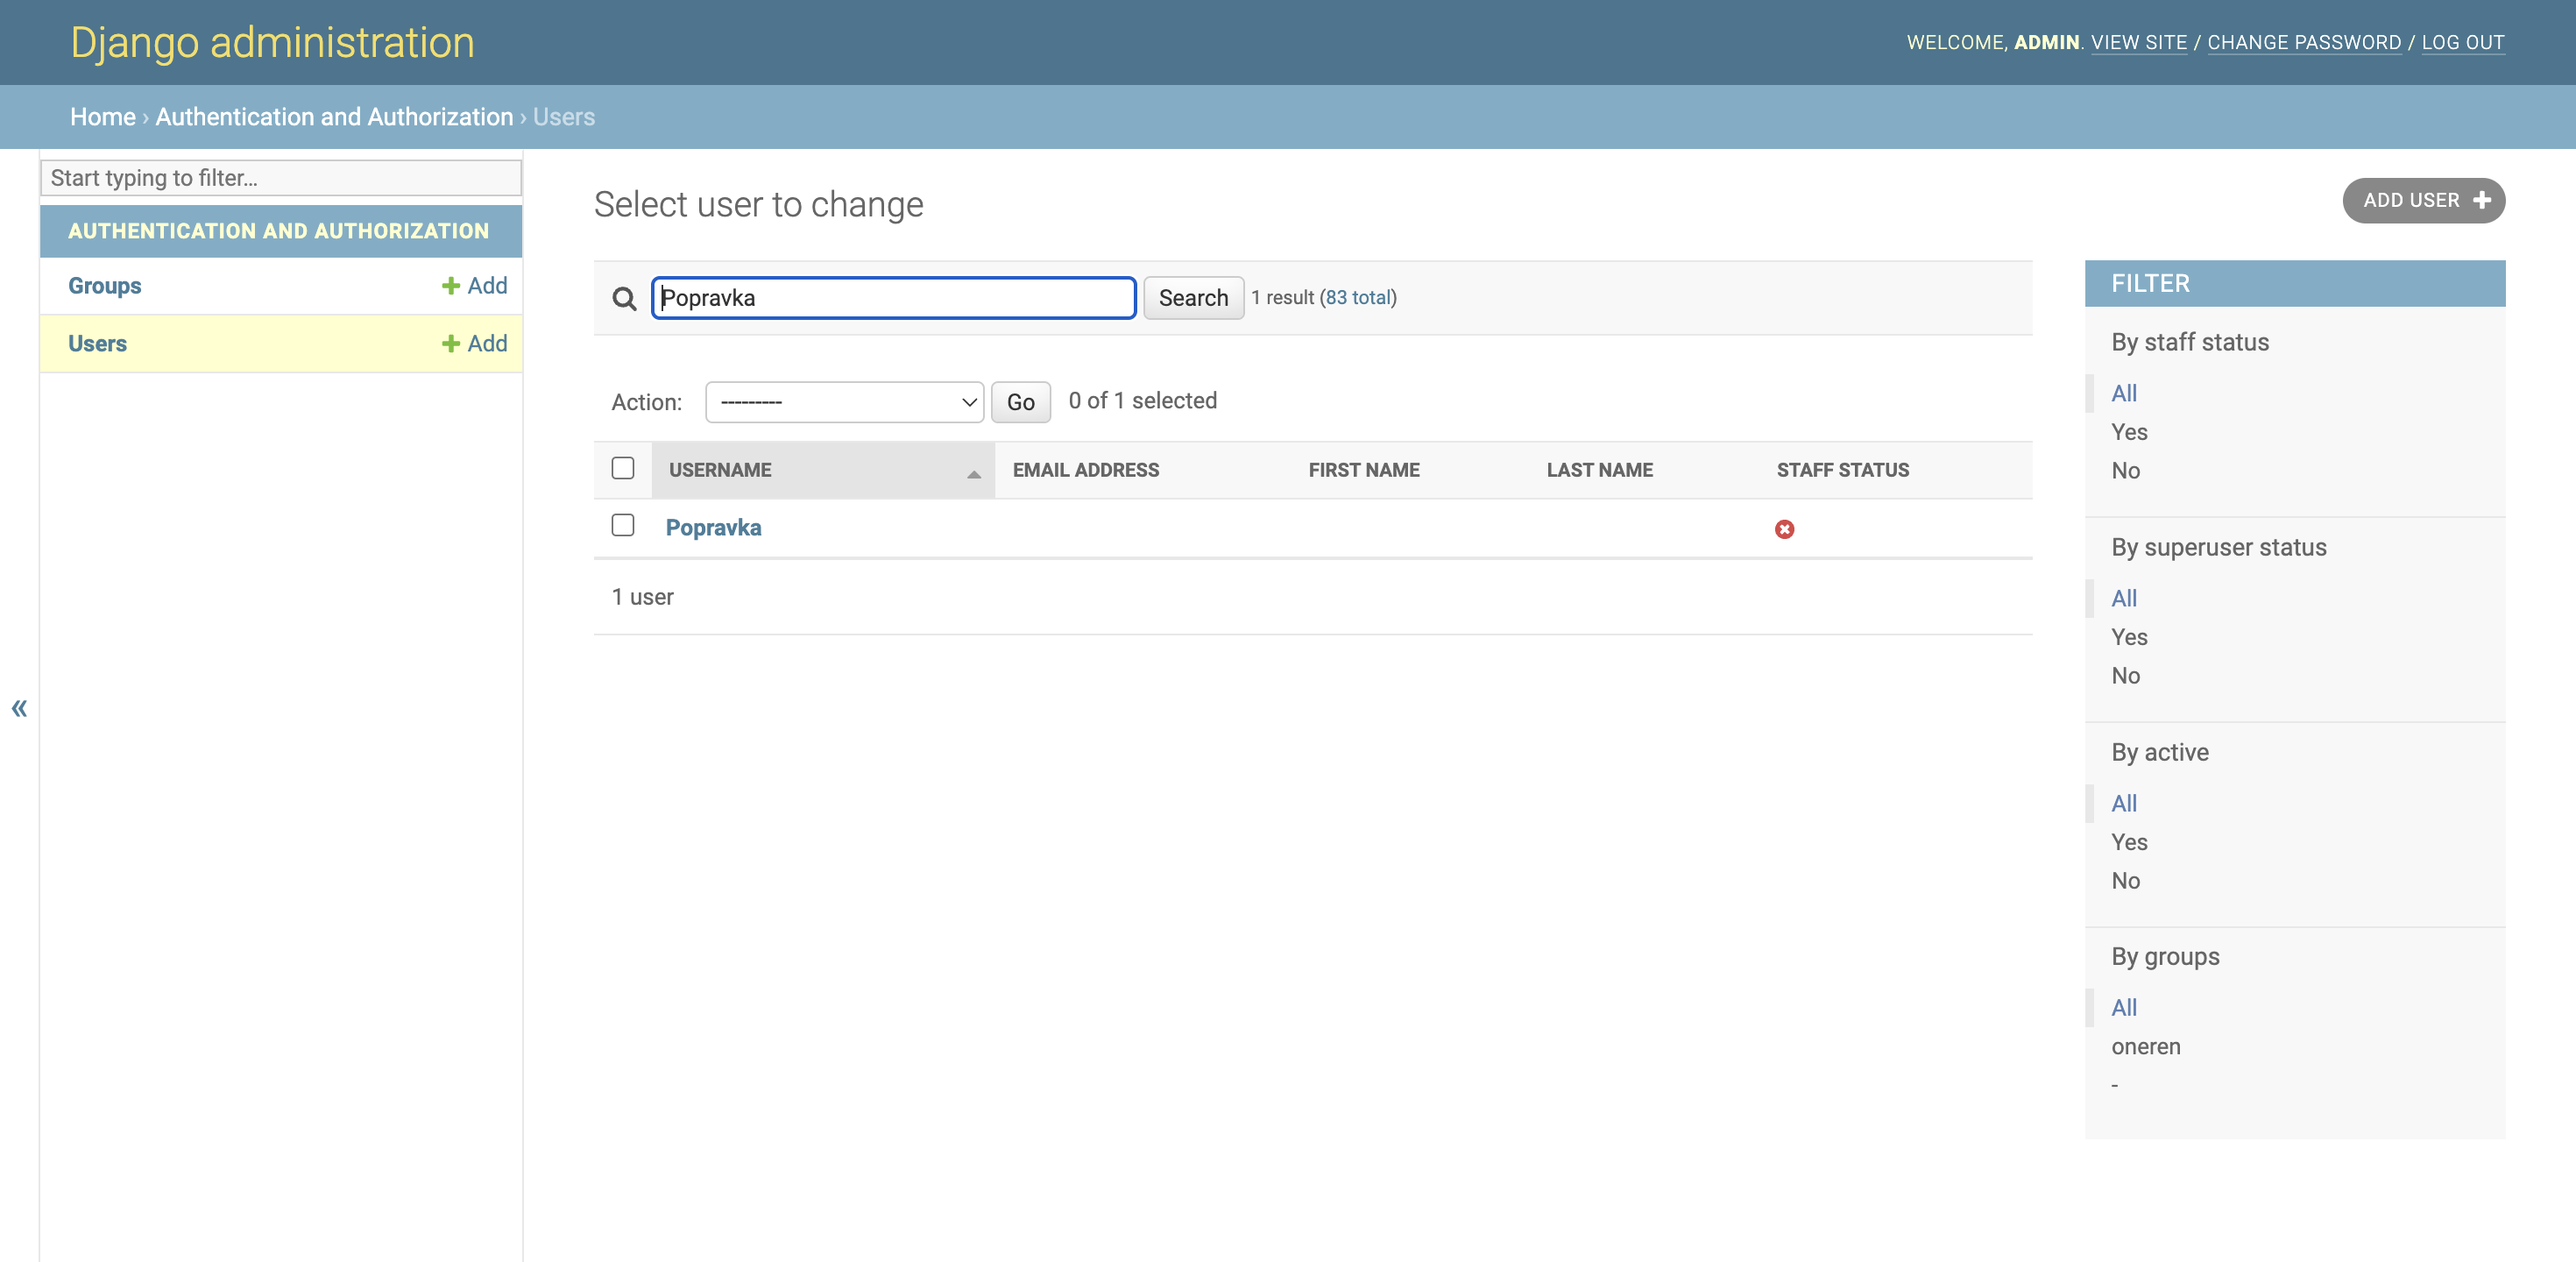 Django administration
WELCOME, ADMIN. VIEW SITE / CHANGE PASSWORD / LOG OUT
Home › Authentication and Authorization › Users
Start typing to filter...
AUTHENTICATION AND AUTHORIZATION
Groups + Add
Users + Add
«
Select user to change
ADD USER +
Popravka Search 1 result (83 total)
Action: --------- Go 0 of 1 selected
USERNAME EMAIL ADDRESS FIRST NAME LAST NAME STAFF STATUS
Popravka
1 user
FILTER
By staff status
All
Yes
No
By superuser status
All
Yes
No
By active
All
Yes
No
By groups
All
oneren
-